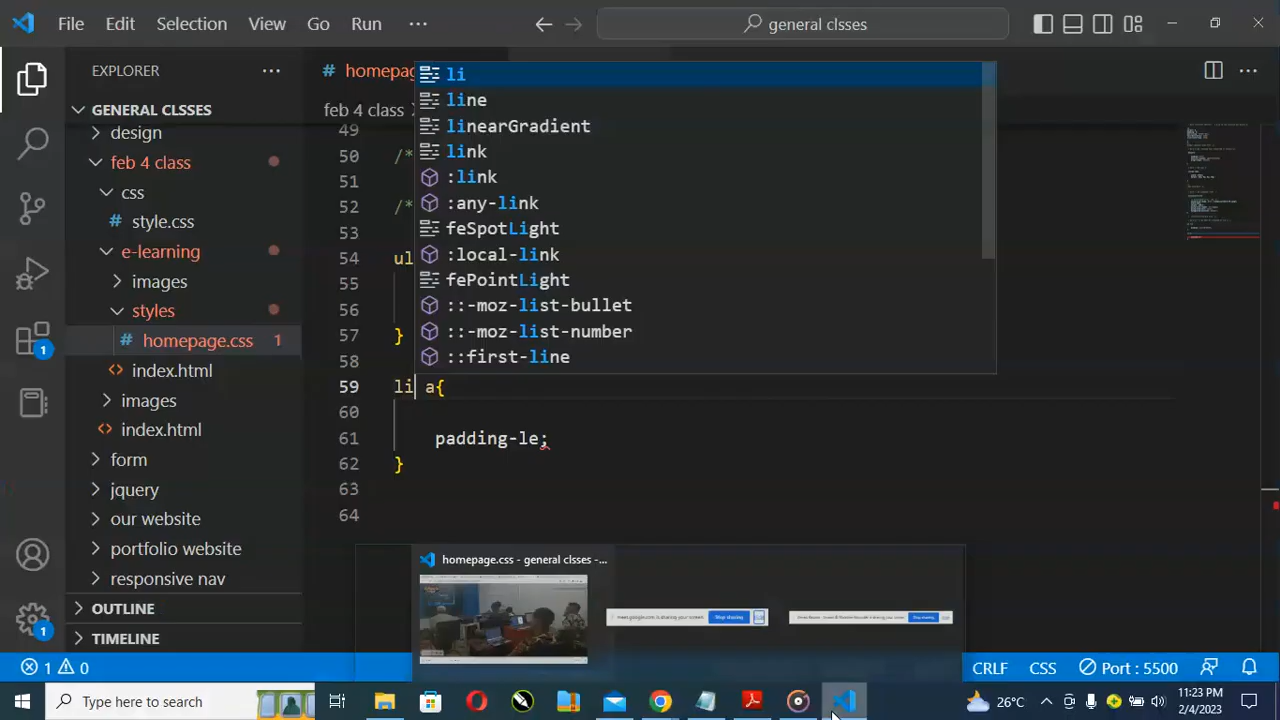 File Edit Selection View Go Run ··· general clsses
EXPLORER ···
GENERAL CLSSES
design
feb 4 class
css
# style.css
e-learning
images
styles
# homepage.css 1
index.html
images
index.html
form
jquery
our website
portfolio website
responsive nav
OUTLINE
TIMELINE
# homepag
feb 4 class
li
line
linearGradient
link
:link
:any-link
feSpotLight
:local-link
fePointLight
::-moz-list-bullet
::-moz-list-number
::first-line
49
50 /*
51
52 /*
53
54 ul
55
56
57 }
58
59 li a{
60
61 padding-le;
62 }
63
64
1
1
homepage.css - general clsses -...
Stop sharing
1 0 CRLF CSS Port : 5500
Type here to search
26°C
11:23 PM
2/4/2023